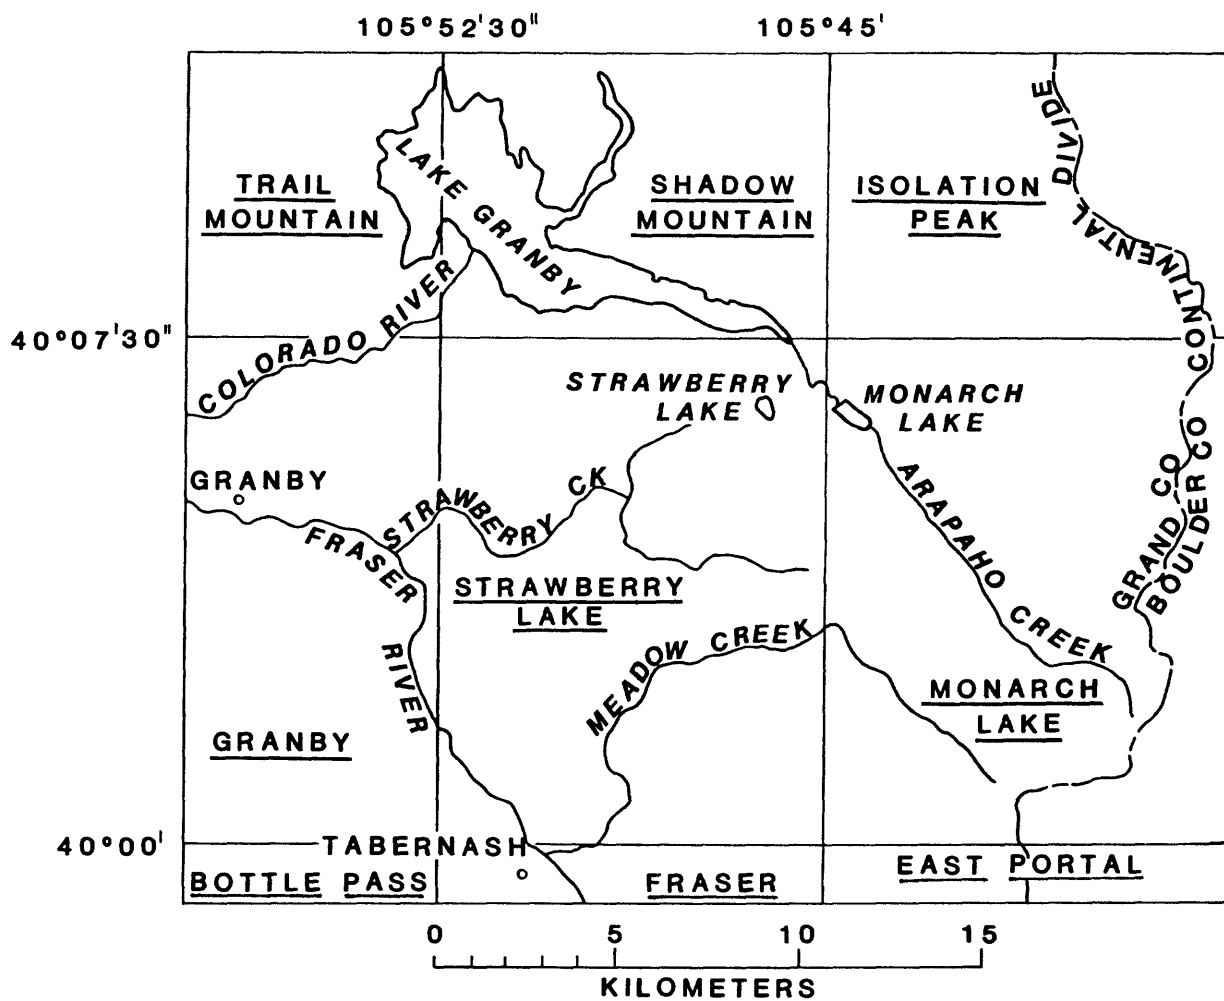 105°52'30"
105°45'
TRAIL
MOUNTAIN
LAKE GRANBY
SHADOW
MOUNTAIN
ISOLATION
PEAK
CONTINENTAL DIVIDE
40°07'30"
COLORADO RIVER
STRAWBERRY
LAKE
MONARCH
LAKE
GRANBY
STRAWBERRY CK
FRASER RIVER
ARAPAHO CREEK
GRAND CO
BOULDER CO
STRAWBERRY
LAKE
MEADOW CREEK
MONARCH
LAKE
GRANBY
40°00'
TABERNASH
BOTTLE PASS
FRASER
EAST PORTAL
0 5 10 15
KILOMETERS